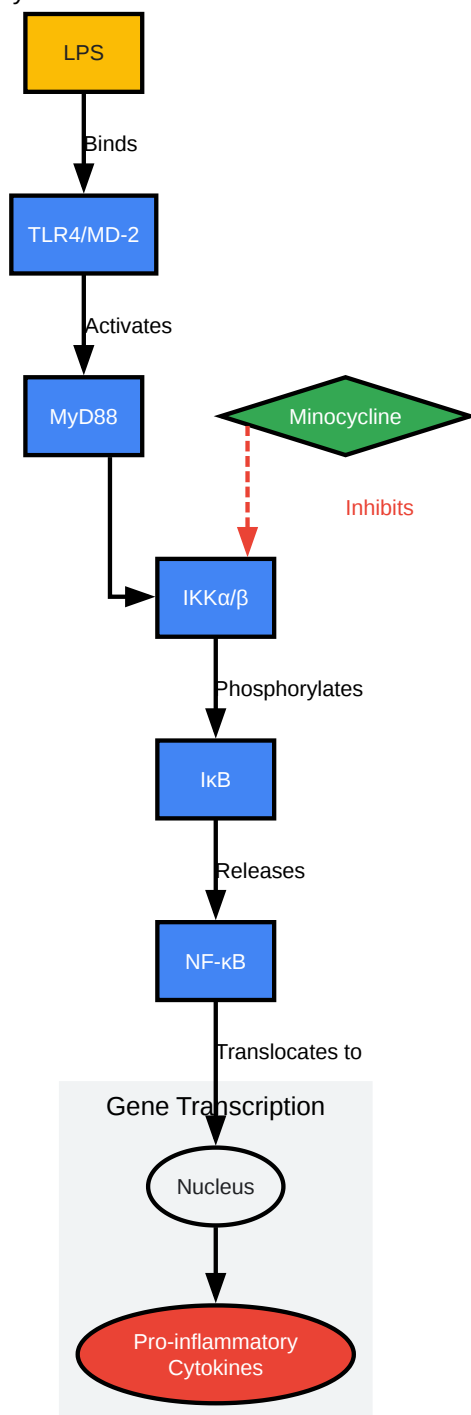 LPS
Binds
TLR4/MD-2
Activates
MyD88
Minocycline
Inhibits
IKKα/β
Phosphorylates
IκB
Releases
NF-κB
Translocates to
Gene Transcription
Nucleus
Pro-inflammatory
Cytokines